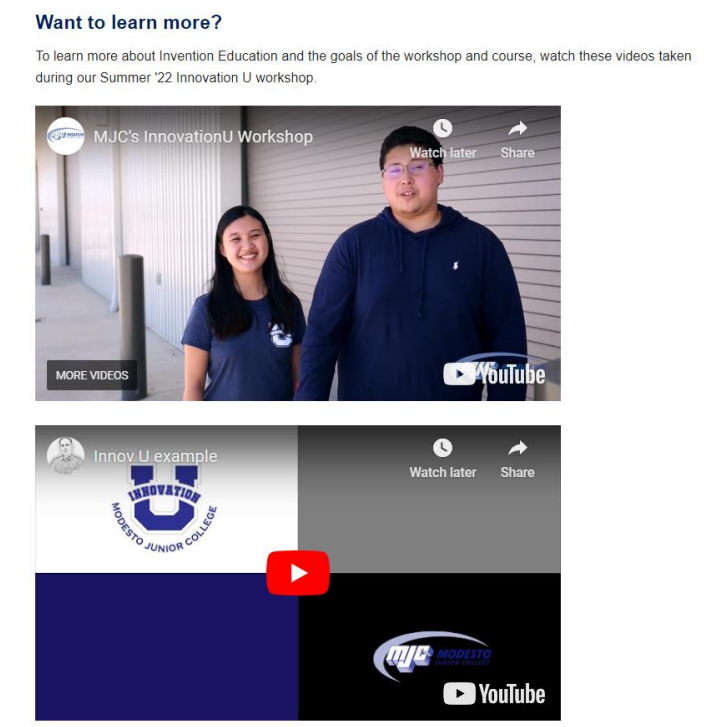 Want to learn more?
To learn more about Invention Education and the goals of the workshop and course, watch these videos taken
during our Summer '22 Innovation U workshop.
MJC's InnovationU Workshop
Watch later
Share
U
MORE VIDEOS
YouTube
Innov U example
Watch later
Share
U
INNOVATION
MODESTO JUNIOR COLLEGE
MJC MODESTO
JUNIOR COLLEGE
YouTube